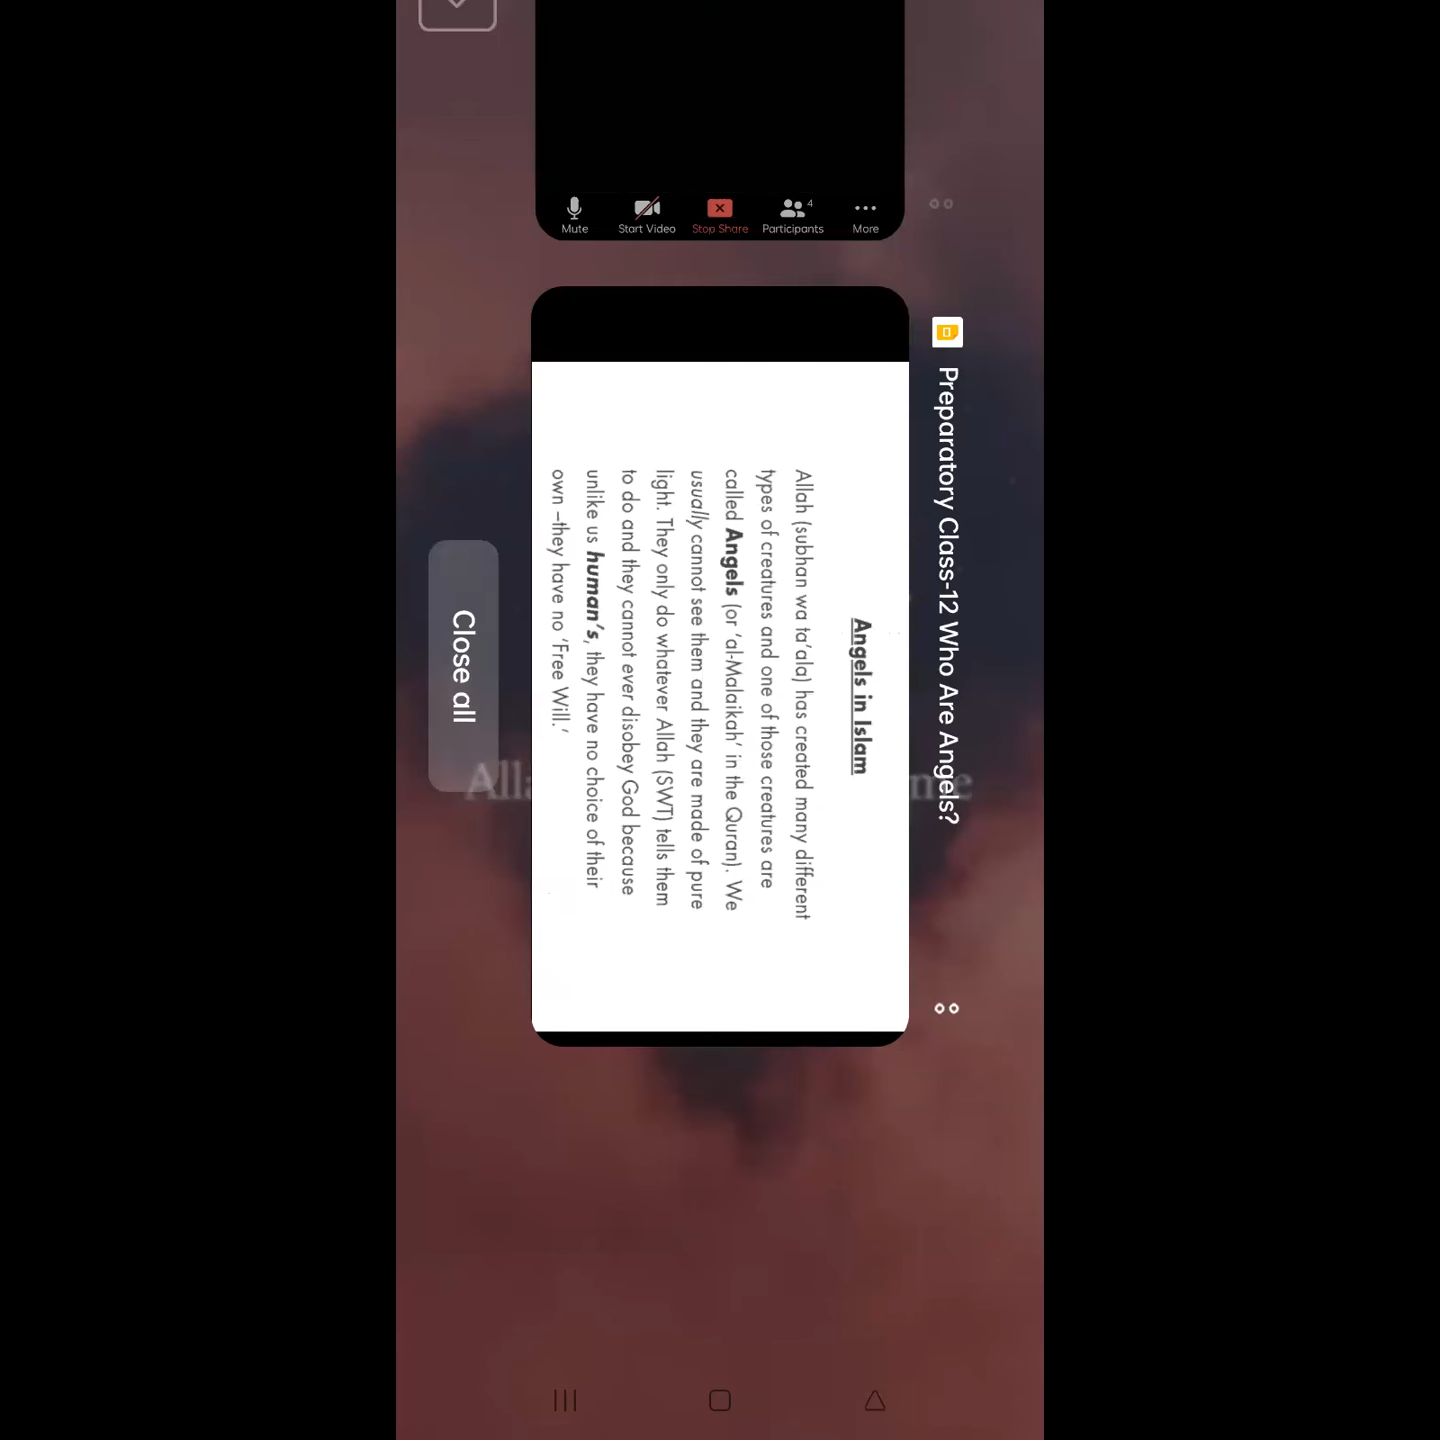 Mute
Start Video
Stop Share
Participants
4
More
Preparatory Class-12 Who Are Angels?
Angels in Islam
Allah (subhan wa ta'ala) has created many different
types of creatures and one of those creatures are
called Angels (or 'al-Malaikah' in the Quran). We
usually cannot see them and they are made of pure
light. They only do whatever Allah (SWT) tells them
to do and they cannot ever disobey God because
unlike us human's, they have no choice of their
own –they have no 'Free Will.'
Close all